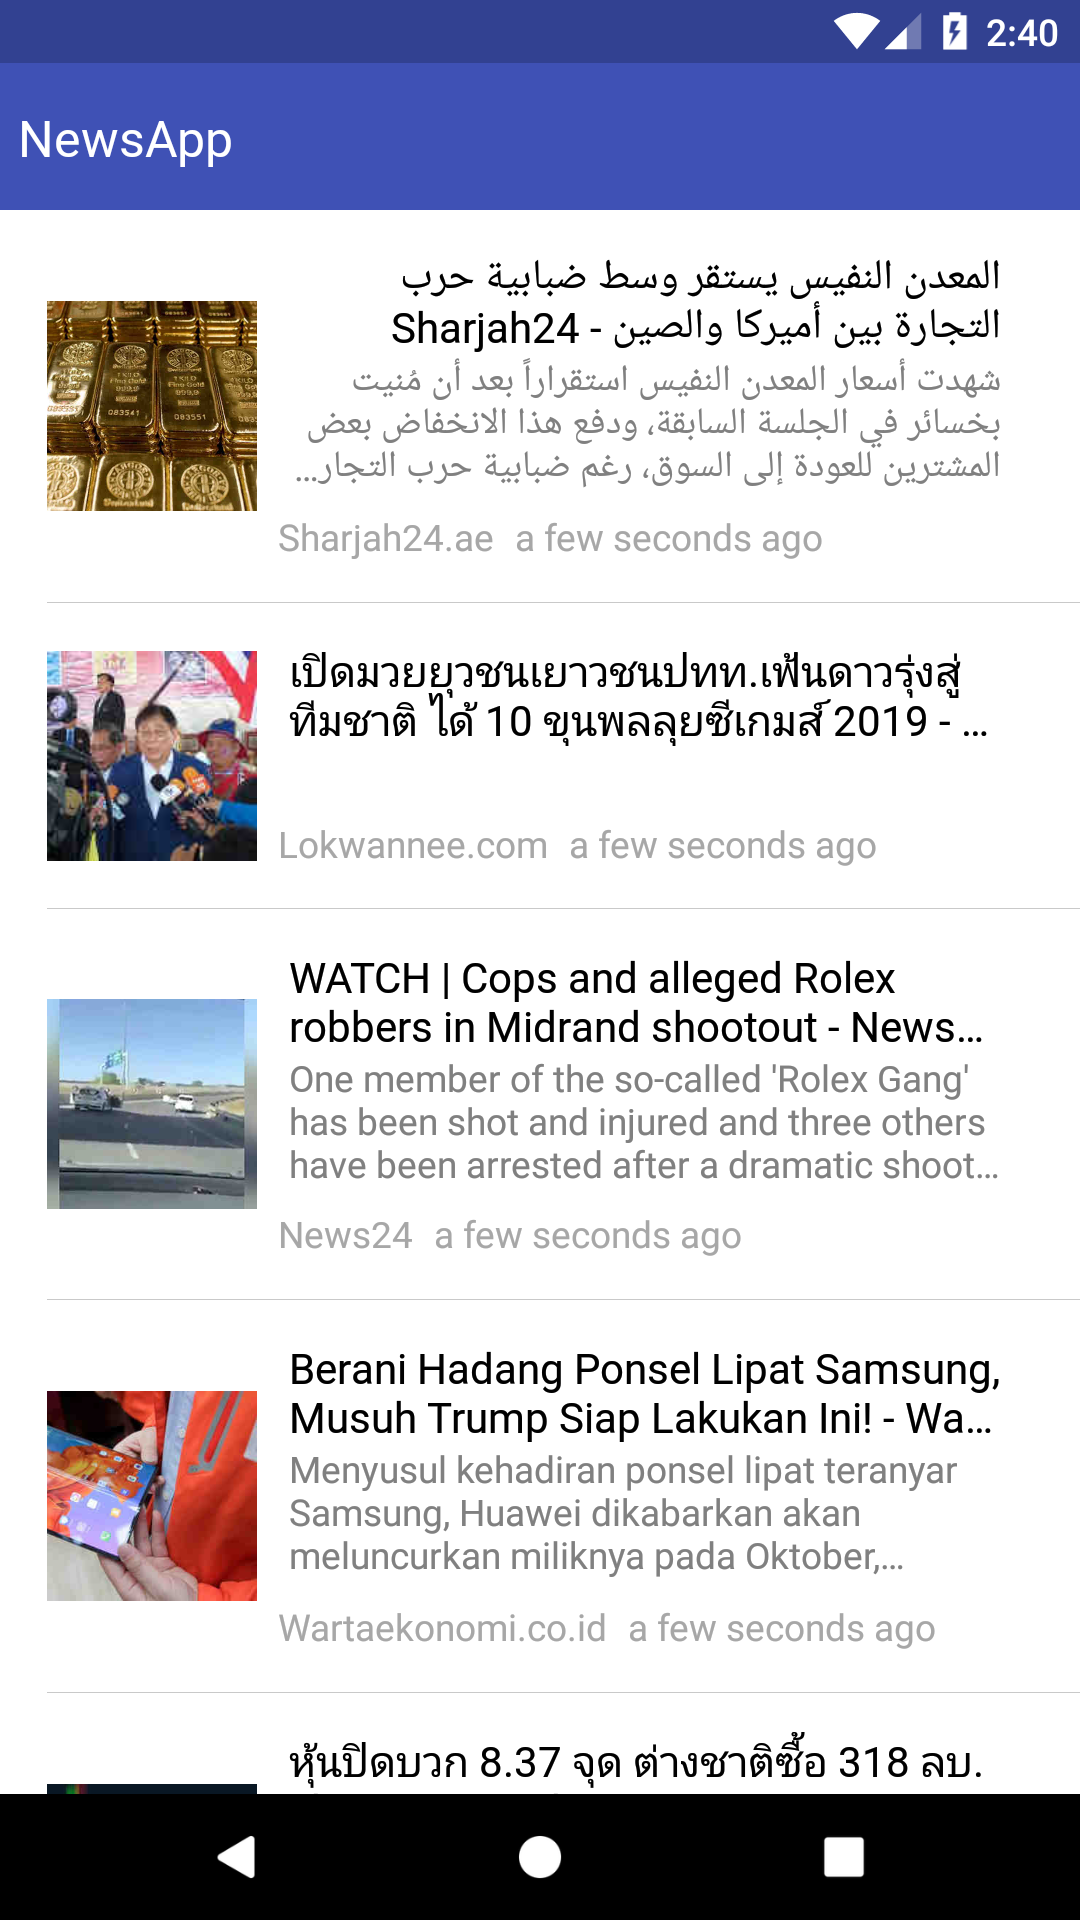 2:40
NewsApp
المعدن النفيس يستقر وسط ضبابية حرب
التجارة بين أميركا والصين - Sharjah24
شهدت أسعار المعدن النفيس استقراراً بعد أن مُنيت
بخسائر في الجلسة السابقة، ودفع هذا الانخفاض بعض
المشترين للعودة إلى السوق، رغم ضبابية حرب التجار...
Sharjah24.ae a few seconds ago
เปิดมวยยุวชนเยาวชนปทท.เฟ้นดาวรุ่งสู่
ทีมชาติ ได้ 10 ขุนพลลุยซีเกมส์ 2019 - ...
Lokwannee.com a few seconds ago
WATCH | Cops and alleged Rolex
robbers in Midrand shootout - News...
One member of the so-called 'Rolex Gang'
has been shot and injured and three others
have been arrested after a dramatic shoot...
News24 a few seconds ago
Berani Hadang Ponsel Lipat Samsung,
Musuh Trump Siap Lakukan Ini! - Wa...
Menyusul kehadiran ponsel lipat teranyar
Samsung, Huawei dikabarkan akan
meluncurkan miliknya pada Oktober,...
Wartaekonomi.co.id a few seconds ago
หุ้นปิดบวก 8.37 จุด ต่างชาติซื้อ 318 ลบ.